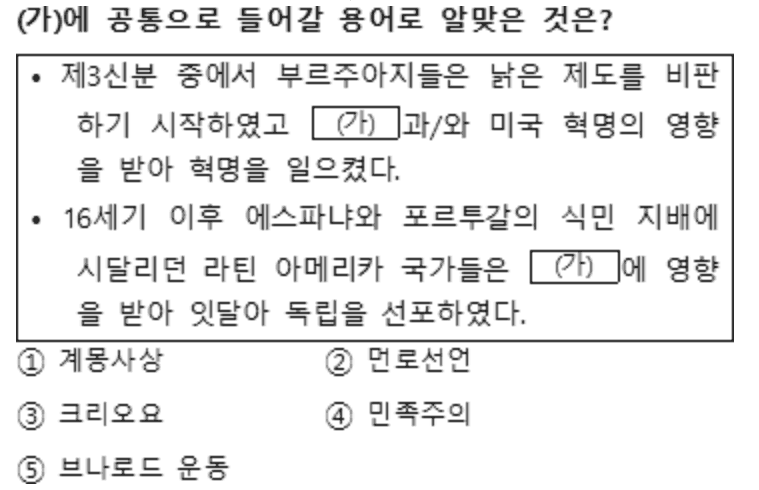 (가)에 공통으로 들어갈 용어로 알맞은 것은?
• 제3신분 중에서 부르주아지들은 낡은 제도를 비판
하기 시작하였고 (가) 과/와 미국 혁명의 영향
을 받아 혁명을 일으켰다.
• 16세기 이후 에스파냐와 포르투갈의 식민 지배에
시달리던 라틴 아메리카 국가들은 (가) 에 영향
을 받아 잇달아 독립을 선포하였다.
① 계몽사상 ② 먼로선언
③ 크리오요 ④ 민족주의
⑤ 브나로드 운동